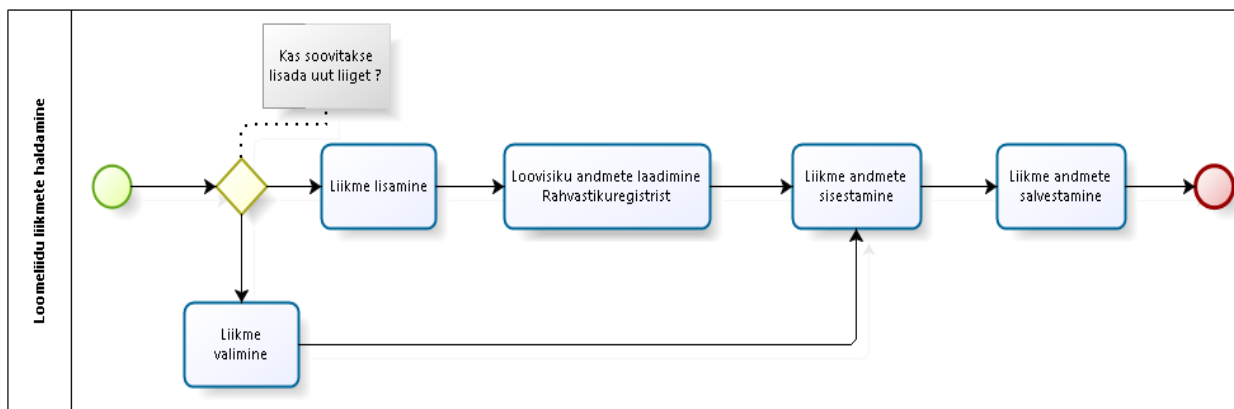 Loomeliidu liikmete haldamine
Kas soovitakse
lisada uut liiget ?
Liikme lisamine
Loovisiku andmete laadimine
Rahvastikuregistrist
Liikme andmete
sisestamine
Liikme andmete
salvestamine
Liikme
valimine